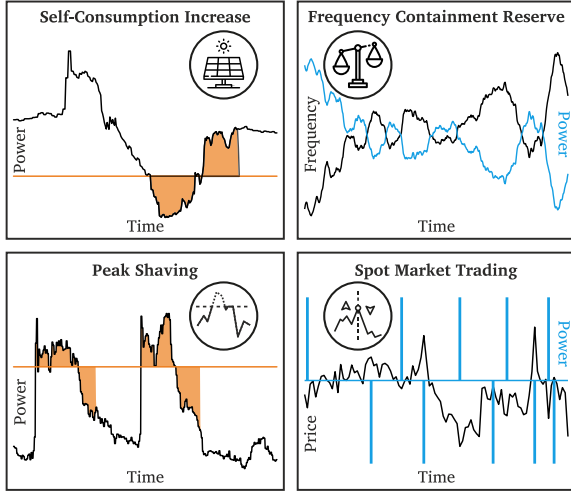 Self-Consumption Increase
Power
Time
Frequency Containment Reserve
Frequency
Power
Time
Peak Shaving
Power
Time
Spot Market Trading
Price
Power
Time